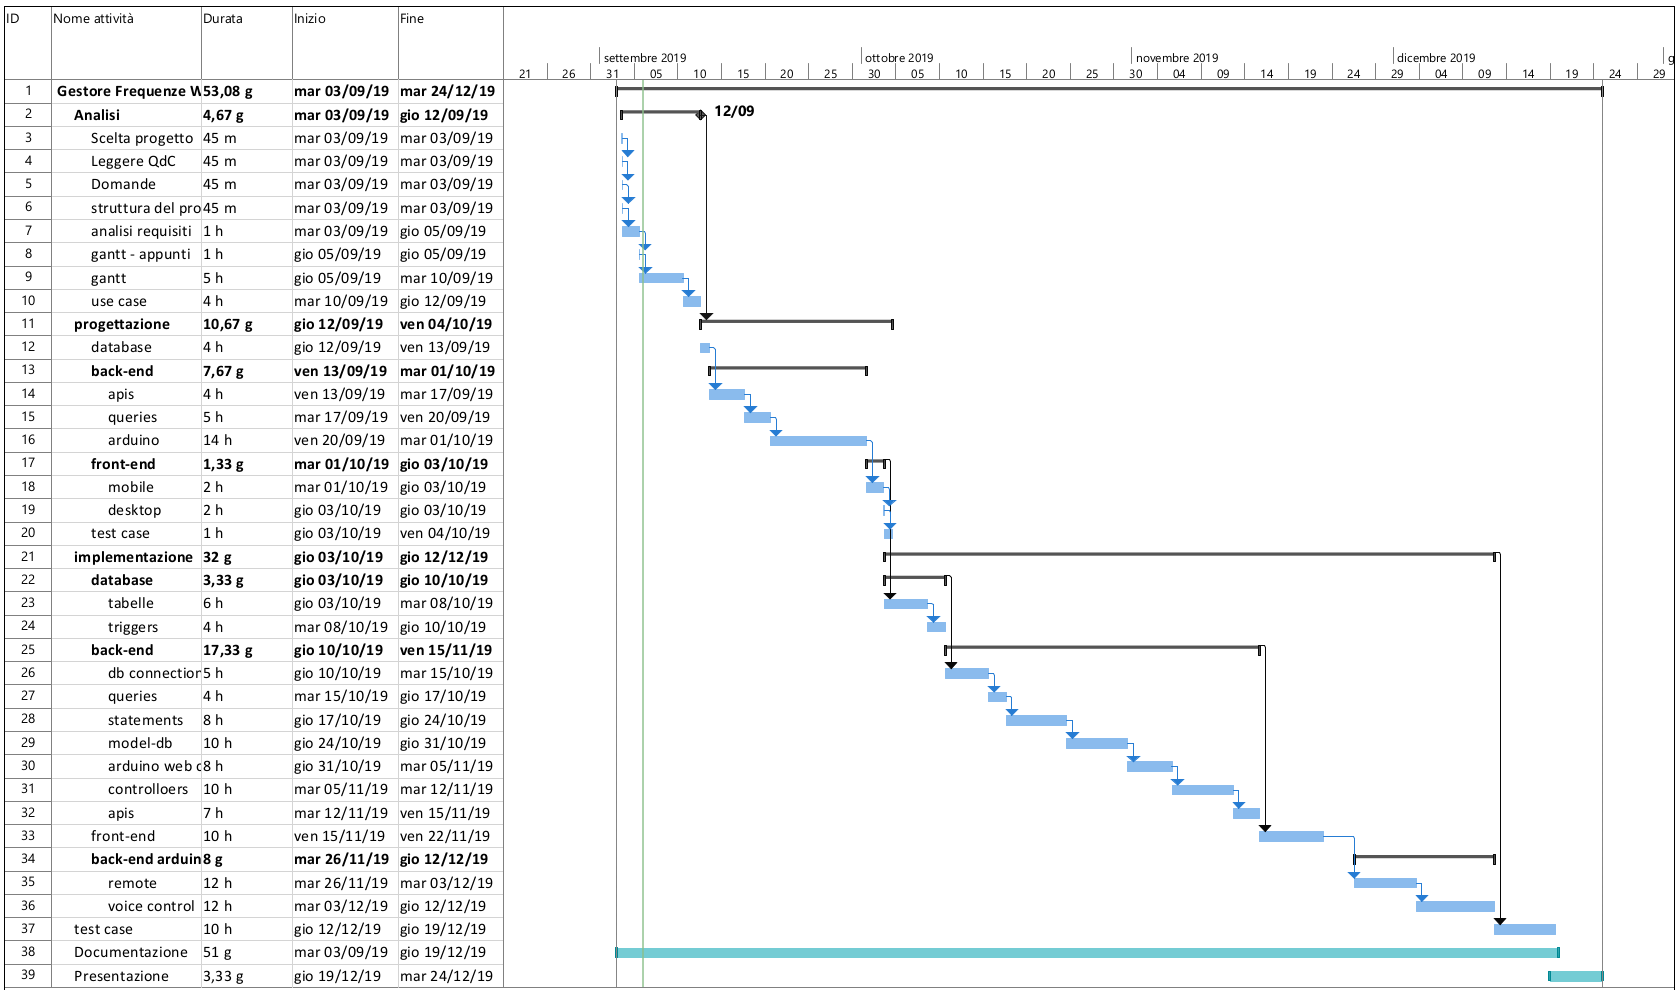 ID Nome attività Durata Inizio Fine
settembre 2019 ottobre 2019 novembre 2019 dicembre 2019 g
21 26 31 05 10 15 20 25 30 05 10 15 20 25 30 04 09 14 19 24 29 04 09 14 19 24 29
1 Gestore Frequenze W 53,08 g mar 03/09/19 mar 24/12/19
2 Analisi 4,67 g mar 03/09/19 gio 12/09/19 12/09
3 Scelta progetto 45 m mar 03/09/19 mar 03/09/19
4 Leggere QdC 45 m mar 03/09/19 mar 03/09/19
5 Domande 45 m mar 03/09/19 mar 03/09/19
6 struttura del pro 45 m mar 03/09/19 mar 03/09/19
7 analisi requisiti 1 h mar 03/09/19 gio 05/09/19
8 gantt - appunti 1 h gio 05/09/19 gio 05/09/19
9 gantt 5 h gio 05/09/19 mar 10/09/19
10 use case 4 h mar 10/09/19 gio 12/09/19
11 progettazione 10,67 g gio 12/09/19 ven 04/10/19
12 database 4 h gio 12/09/19 ven 13/09/19
13 back-end 7,67 g ven 13/09/19 mar 01/10/19
14 apis 4 h ven 13/09/19 mar 17/09/19
15 queries 5 h mar 17/09/19 ven 20/09/19
16 arduino 14 h ven 20/09/19 mar 01/10/19
17 front-end 1,33 g mar 01/10/19 gio 03/10/19
18 mobile 2 h mar 01/10/19 gio 03/10/19
19 desktop 2 h gio 03/10/19 gio 03/10/19
20 test case 1 h gio 03/10/19 ven 04/10/19
21 implementazione 32 g gio 03/10/19 gio 12/12/19
22 database 3,33 g gio 03/10/19 gio 10/10/19
23 tabelle 6 h gio 03/10/19 mar 08/10/19
24 triggers 4 h mar 08/10/19 gio 10/10/19
25 back-end 17,33 g gio 10/10/19 ven 15/11/19
26 db connection 5 h gio 10/10/19 mar 15/10/19
27 queries 4 h mar 15/10/19 gio 17/10/19
28 statements 8 h gio 17/10/19 gio 24/10/19
29 model-db 10 h gio 24/10/19 gio 31/10/19
30 arduino web c 8 h gio 31/10/19 mar 05/11/19
31 controlloers 10 h mar 05/11/19 mar 12/11/19
32 apis 7 h mar 12/11/19 ven 15/11/19
33 front-end 10 h ven 15/11/19 ven 22/11/19
34 back-end arduin 8 g mar 26/11/19 gio 12/12/19
35 remote 12 h mar 26/11/19 mar 03/12/19
36 voice control 12 h mar 03/12/19 gio 12/12/19
37 test case 10 h gio 12/12/19 gio 19/12/19
38 Documentazione 51 g mar 03/09/19 gio 19/12/19
39 Presentazione 3,33 g gio 19/12/19 mar 24/12/19